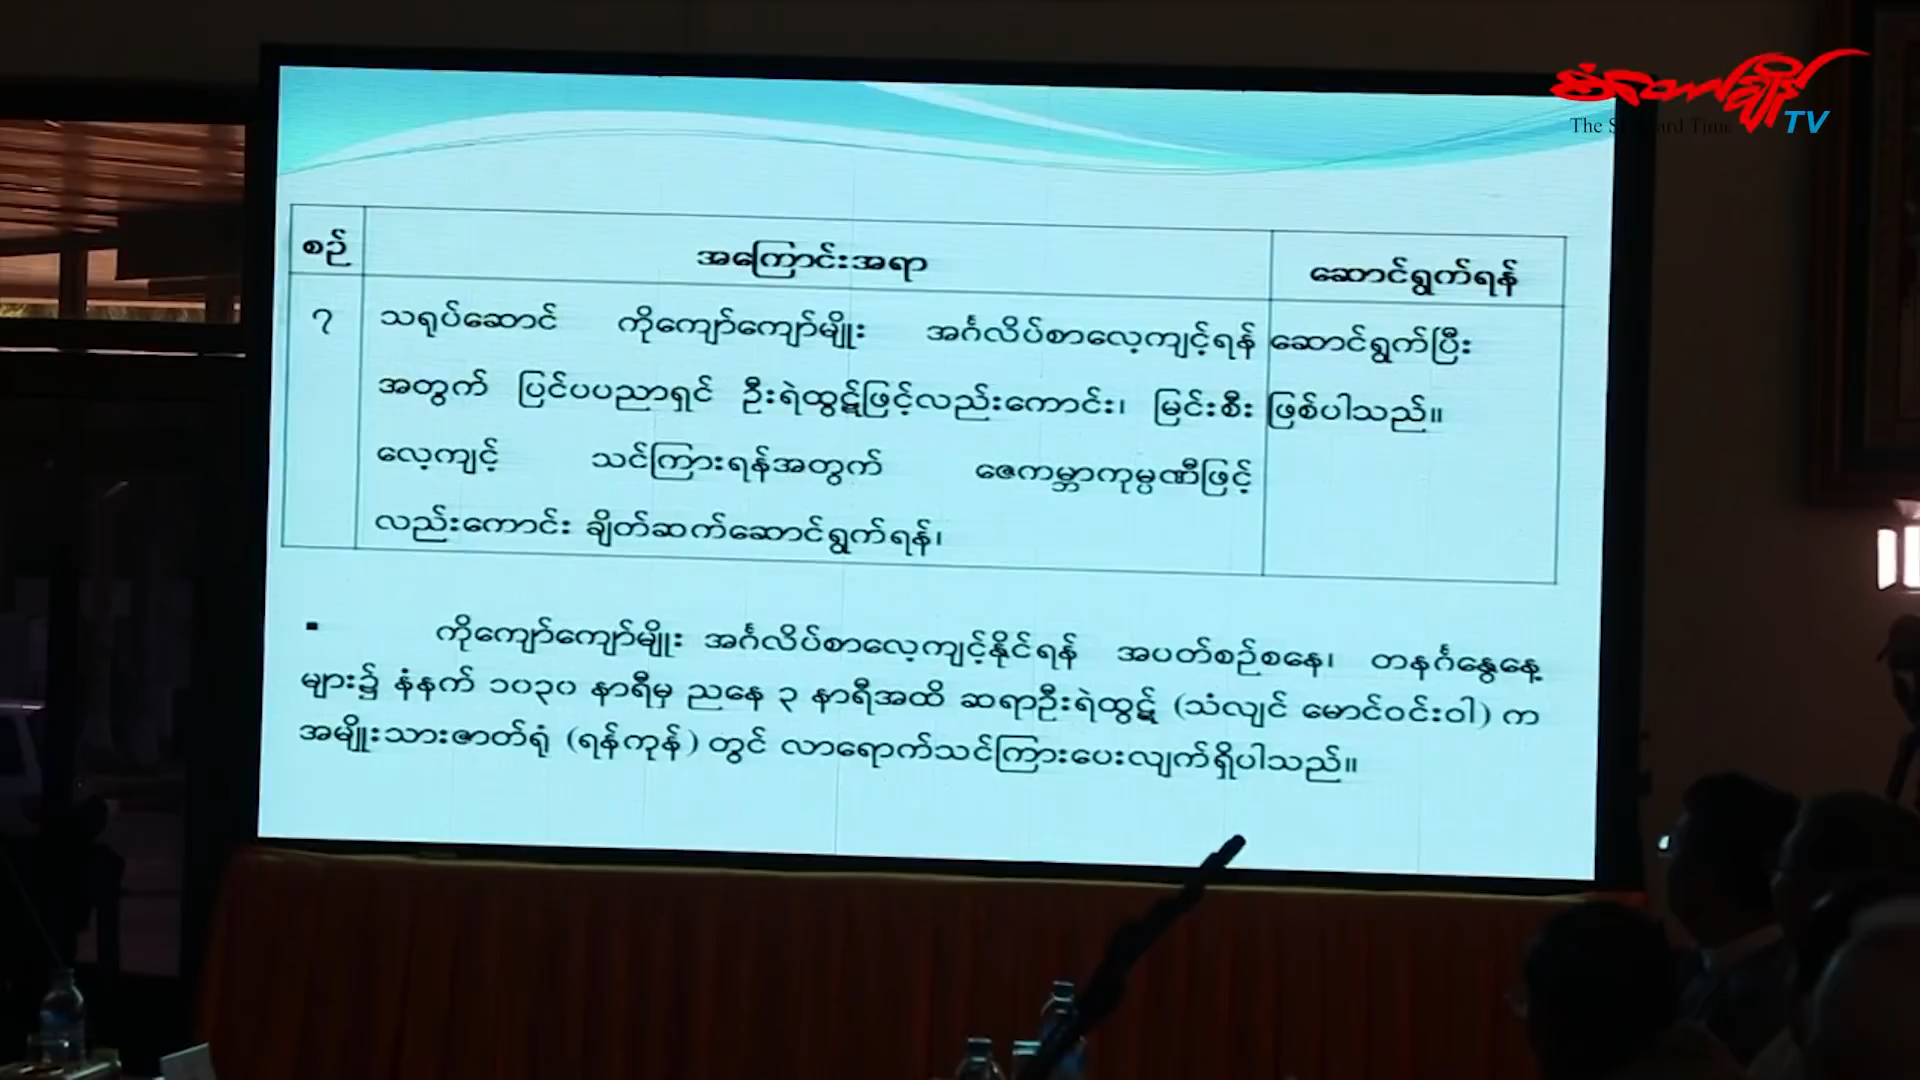 စံတော်ချိန်
TV
စဉ် အကြောင်းအရာ ဆောင်ရွက်ရန်
၇ သရုပ်ဆောင် ကိုကျော်ကျော်မျိုး အင်္ဂလိပ်စာလေ့ကျင့်ရန် ဆောင်ရွက်ပြီး
အတွက် ပြင်ပပညာရှင် ဦးရဲထွဋ်ဖြင့်လည်းကောင်း၊ မြင်းစီး ဖြစ်ပါသည်။
လေ့ကျင့် သင်ကြားရန်အတွက် ဇေကမ္ဘာကုမ္ပဏီဖြင့်
လည်းကောင်း ချိတ်ဆက်ဆောင်ရွက်ရန်၊
▪ ကိုကျော်ကျော်မျိုး အင်္ဂလိပ်စာလေ့ကျင့်နိုင်ရန် အပတ်စဉ်စနေ၊ တနင်္ဂနွေနေ့
များ၌ နံနက် ၁၀၃၀ နာရီမှ ညနေ ၃ နာရီအထိ ဆရာဦးရဲထွဋ် (သံလျင် မောင်ဝင်းဝါ) က
အမျိုးသားဇာတ်ရုံ (ရန်ကုန်) တွင် လာရောက်သင်ကြားပေးလျက်ရှိပါသည်။